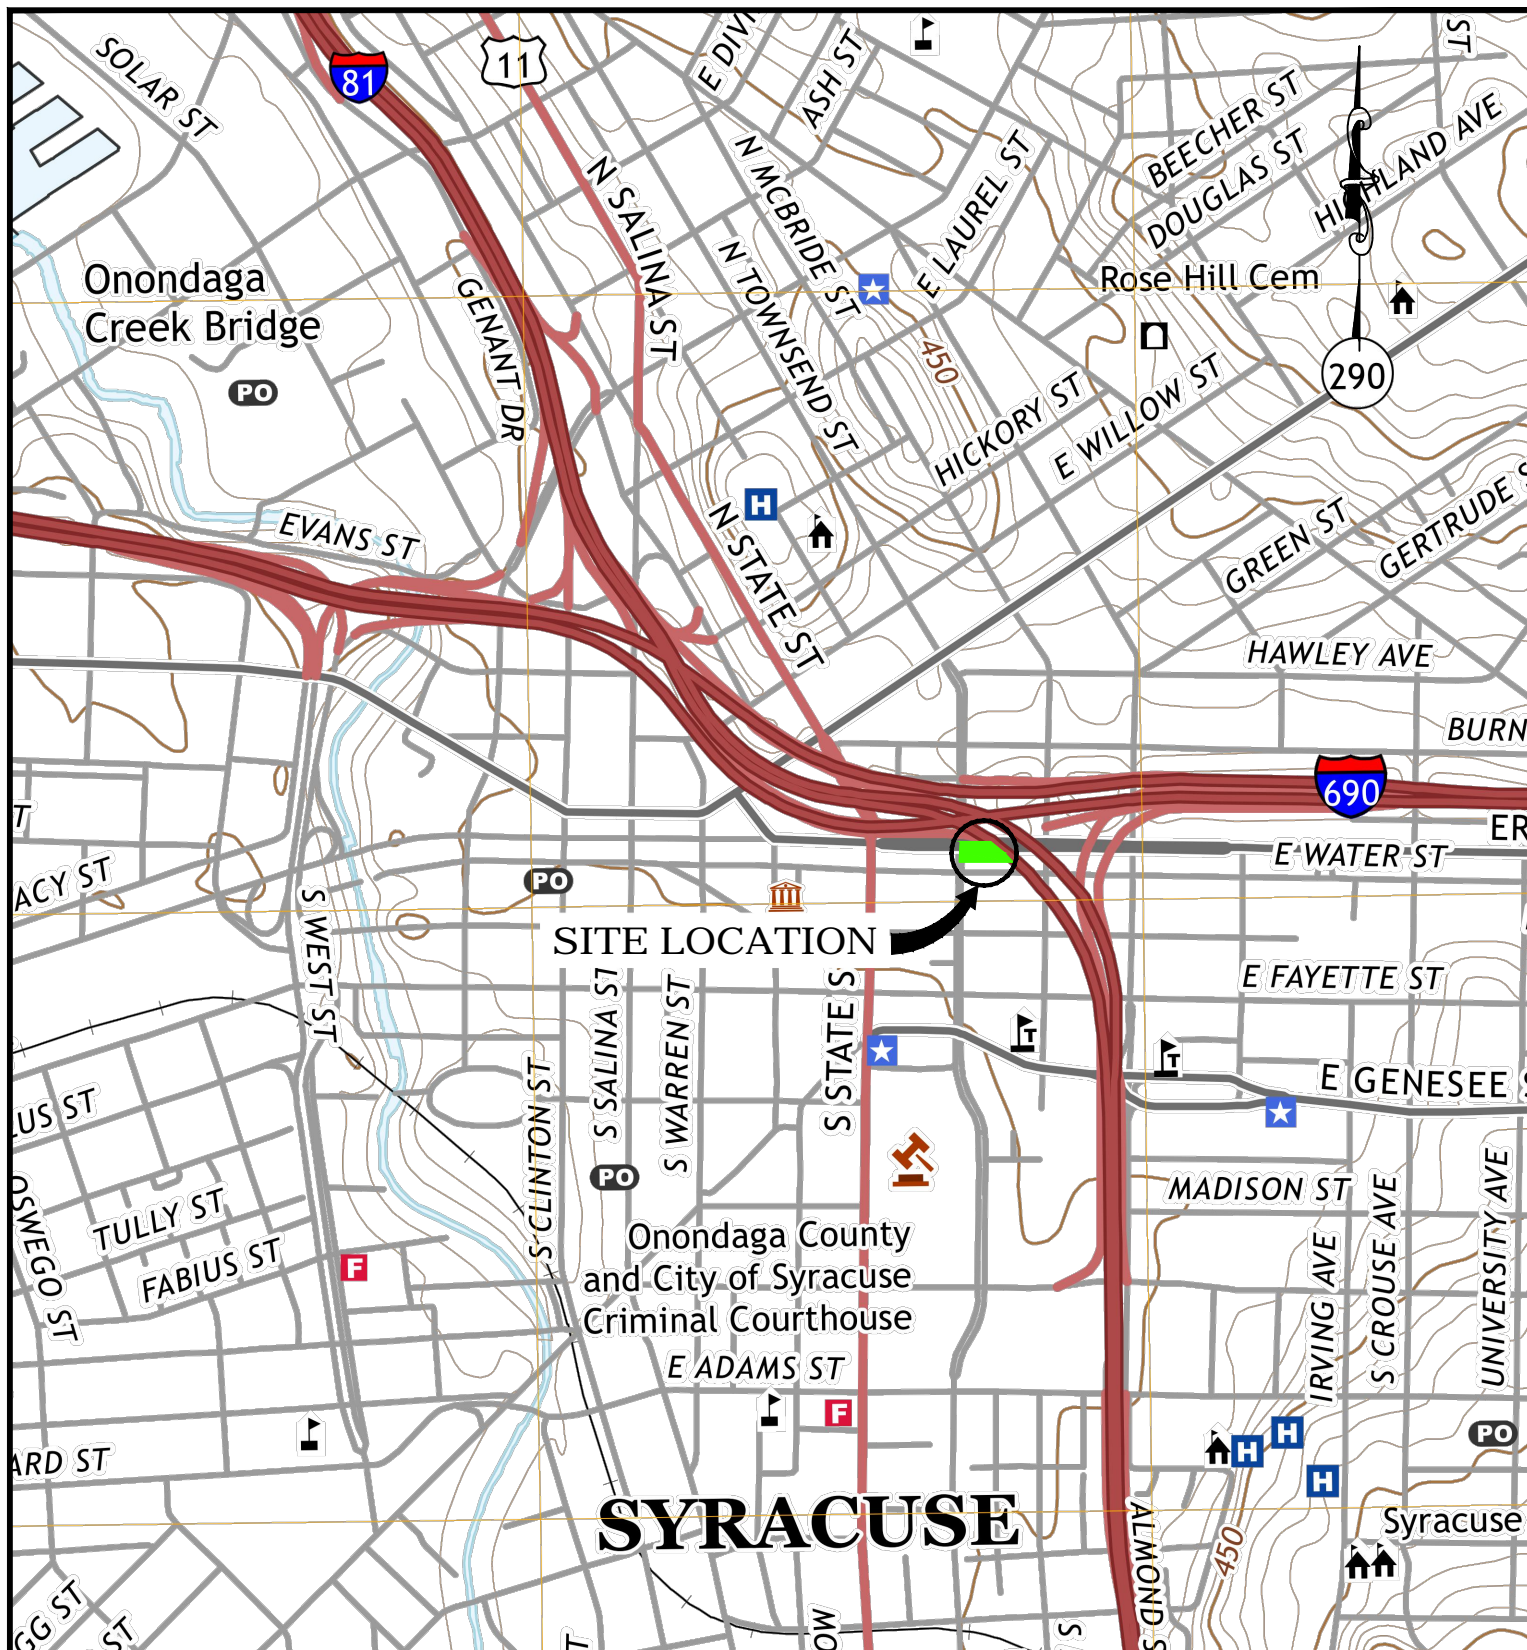 SOLAR ST
81
11
E DIV
ASH ST
ST
BEECHER ST
DOUGLAS ST
HIGHLAND AVE
N SALINA ST
N MCBRIDE ST
E LAUREL ST
N TOWNSEND ST
Rose Hill Cem
Onondaga
Creek Bridge
GENANT DR
PO
450
290
HICKORY ST
E WILLOW ST
H
EVANS ST
N STATE ST
GREEN ST
GERTRUDE S
HAWLEY AVE
BURN
690
T
ER
E WATER ST
ACY ST
PO
S WEST ST
SITE LOCATION
E FAYETTE ST
S SALINA ST
S WARREN ST
S STATE S
T
T
E GENESEE S
LUS ST
S CLINTON ST
PO
MADISON ST
OSWEGO ST
TULLY ST
FABIUS ST
F
Onondaga County
and City of Syracuse
Criminal Courthouse
IRVING AVE
S CROUSE AVE
UNIVERSITY AVE
E ADAMS ST
F
H
H
H
PO
ARD ST
SYRACUSE
ALMOND S
450
Syracuse
GG ST
ST
T
OW
S